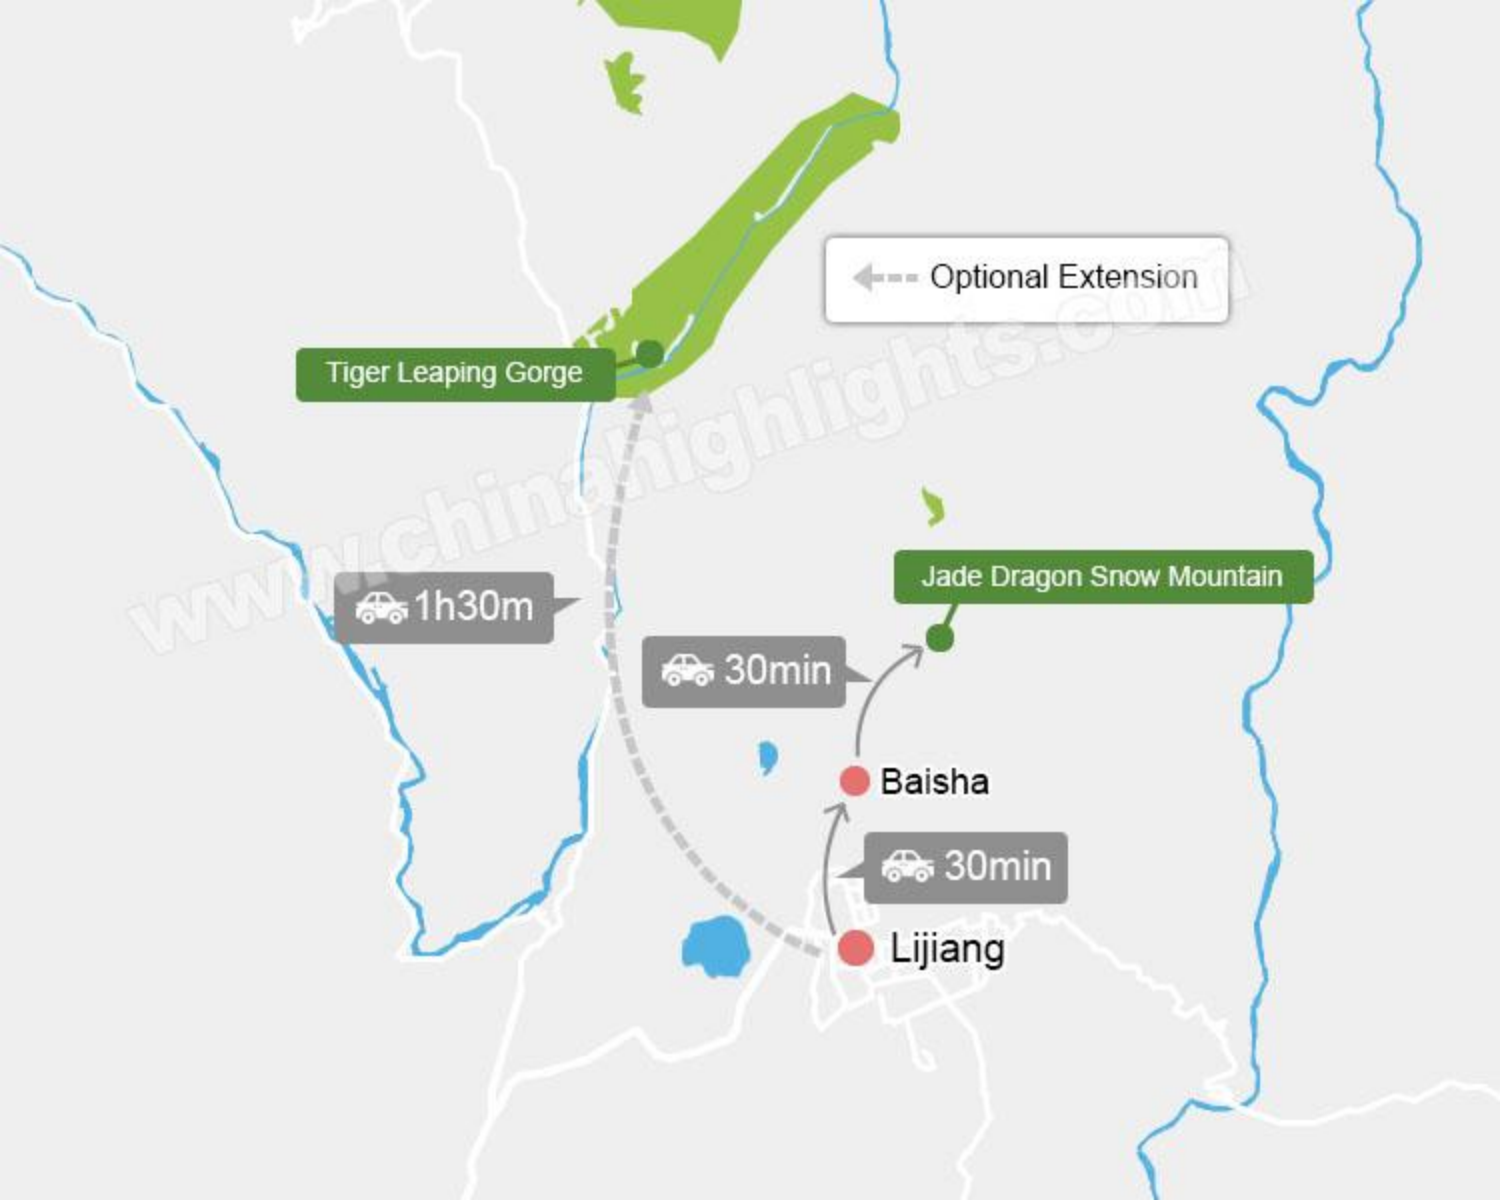 Optional Extension
Tiger Leaping Gorge
www.chinahighlights.com
Jade Dragon Snow Mountain
1h30m
30min
Baisha
30min
Lijiang